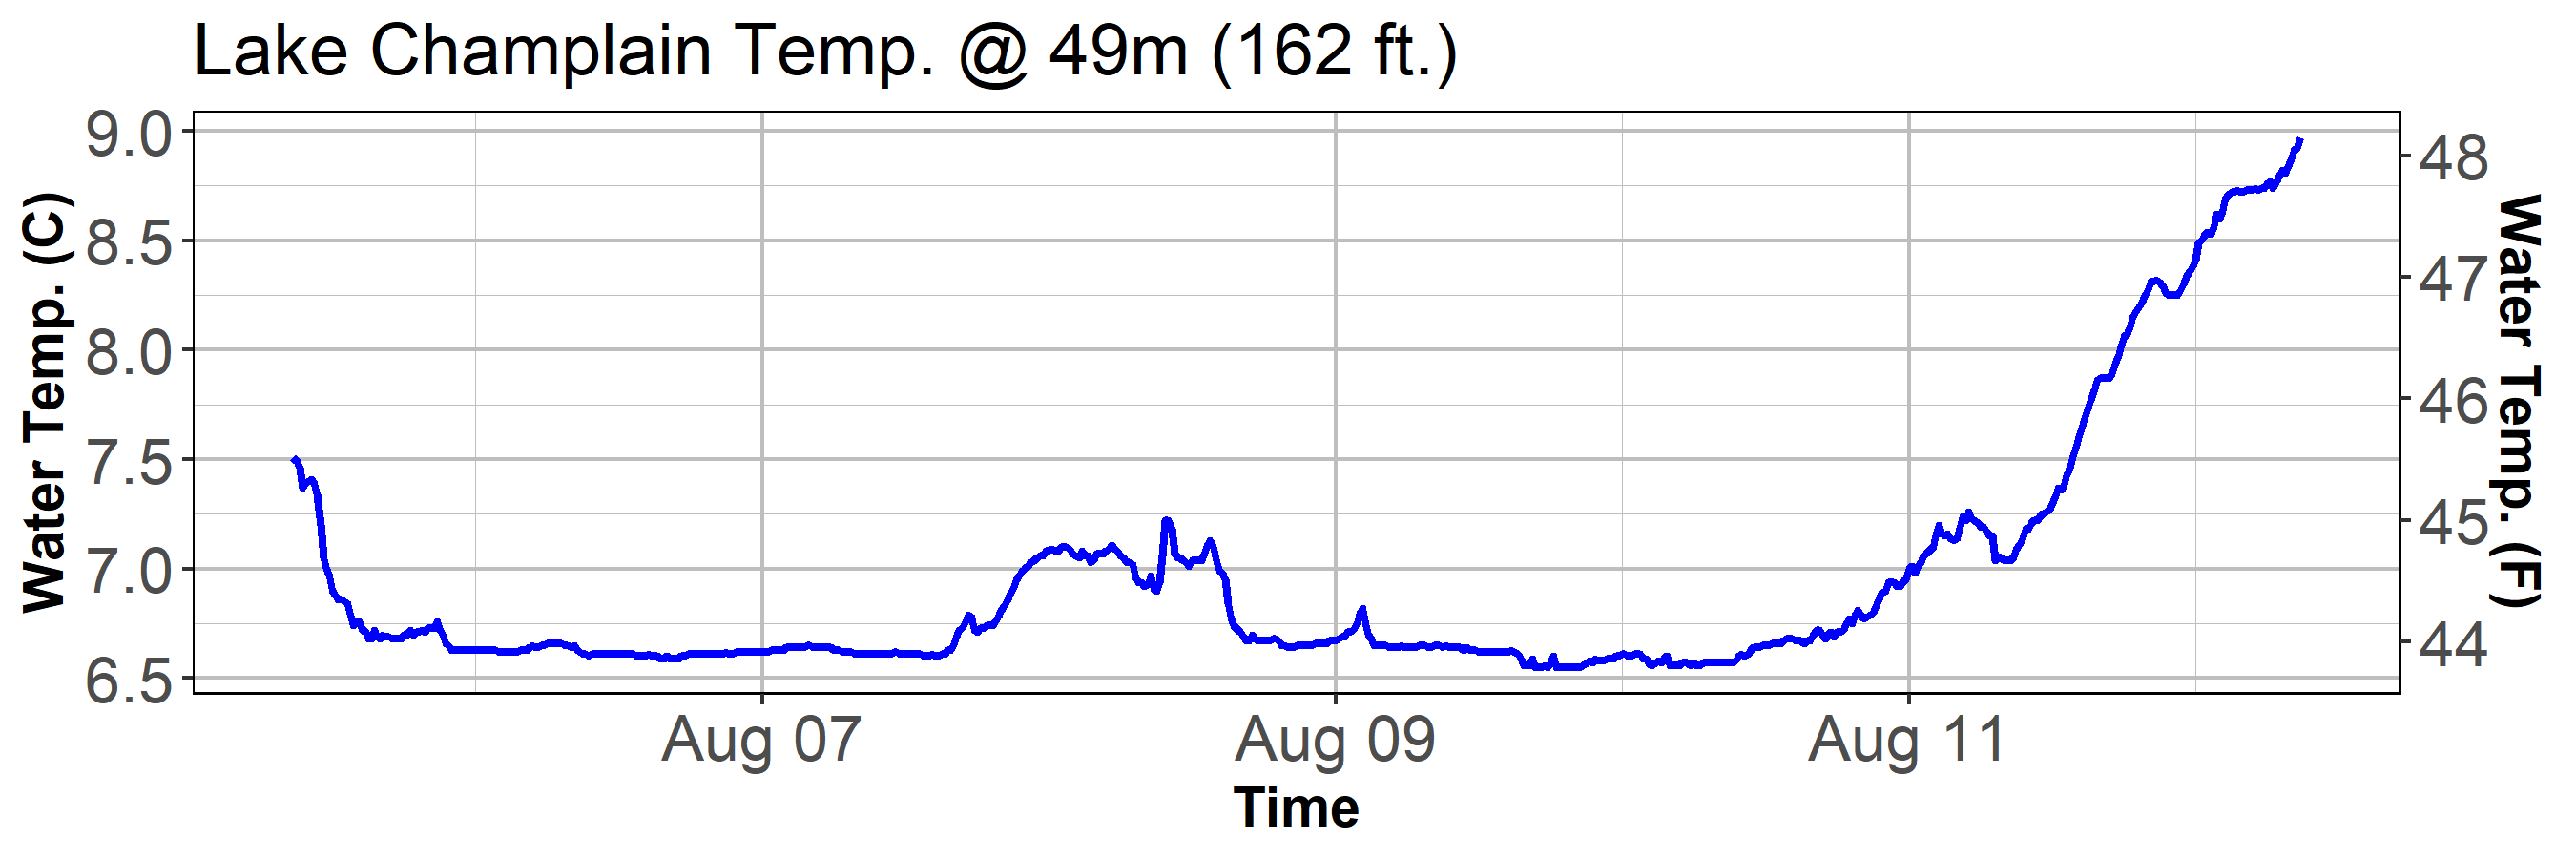 Lake Champlain Temp. @ 49m (162 ft.)
Water Temp. (C)
9.0
8.5
8.0
7.5
7.0
6.5
48
47
46
45
44
Water Temp. (F)
Aug 07
Aug 09
Aug 11
Time